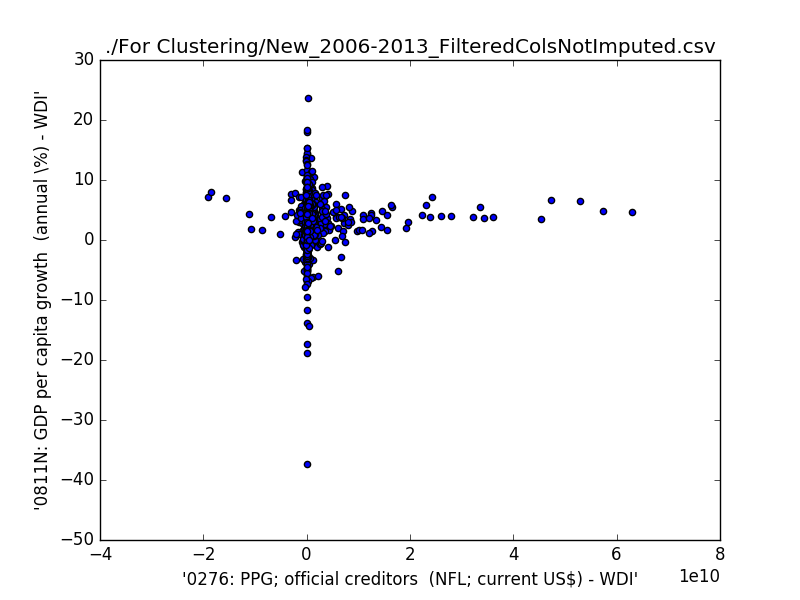 ./For Clustering/New_2006-2013_FilteredColsNotImputed.csv
30
20
10
0
−10
−20
−30
−40
−50
'0811N: GDP per capita growth  (annual \%) - WDI'
−4 −2 0 2 4 6 8
1e10
'0276: PPG; official creditors  (NFL; current US$) - WDI'